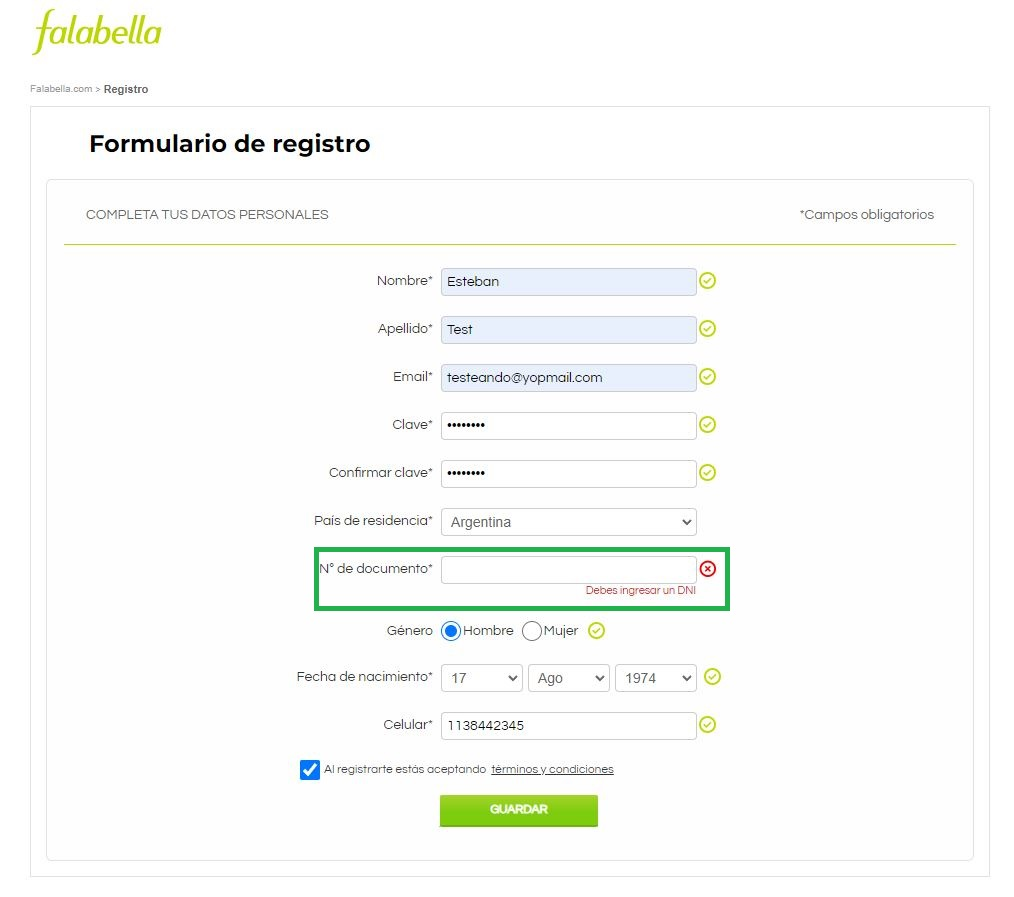 falabella
Falabella.com > Registro
Formulario de registro
COMPLETA TUS DATOS PERSONALES *Campos obligatorios
Nombre* Esteban
Apellido* Test
Email* testeando@yopmail.com
Clave* ••••••••
Confirmar clave* ••••••••
País de residencia* Argentina
N° de documento*
Debes ingresar un DNI
Género Hombre Mujer
Fecha de nacimiento* 17 Ago 1974
Celular* 1138442345
Al registrarte estás aceptando términos y condiciones
GUARDAR